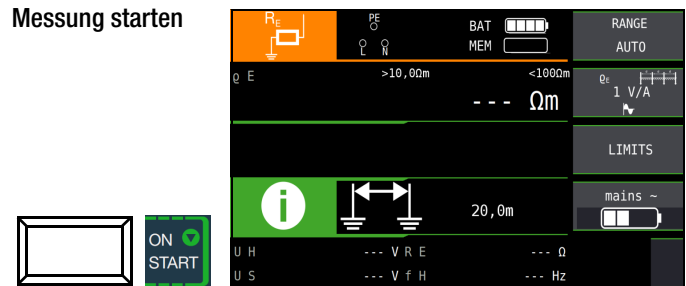 Messung starten
RE PE BAT RANGE
L N MEM AUTO
ϱ E >10,0Ωm <100Ωm ϱE
--- Ωm 1 V/A
LIMITS
i 20,0m mains ~
ON
START
U H --- V R E --- Ω
U S --- V f H --- Hz